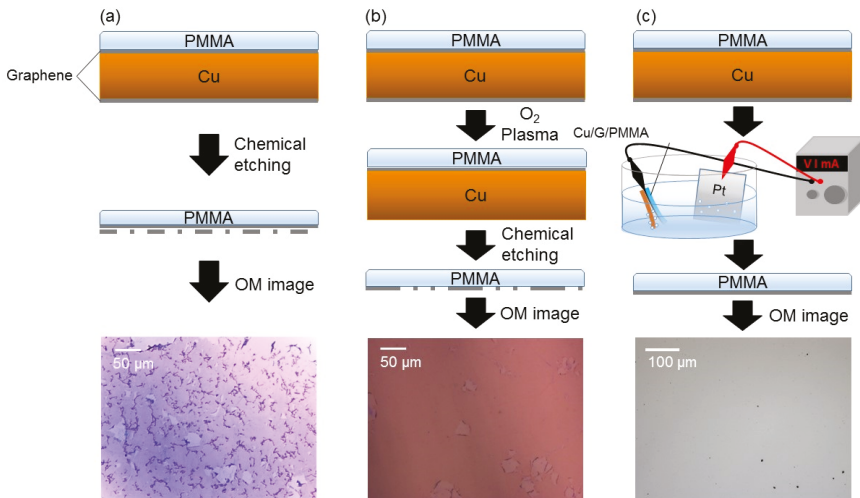 (a)
PMMA
Graphene
Cu
Chemical
etching
PMMA
OM image
50 µm
(b)
PMMA
Cu
O2
Plasma
PMMA
Cu
Chemical
etching
PMMA
OM image
50 µm
(c)
PMMA
Cu
Cu/G/PMMA
Pt
V I mA
PMMA
OM image
100 µm